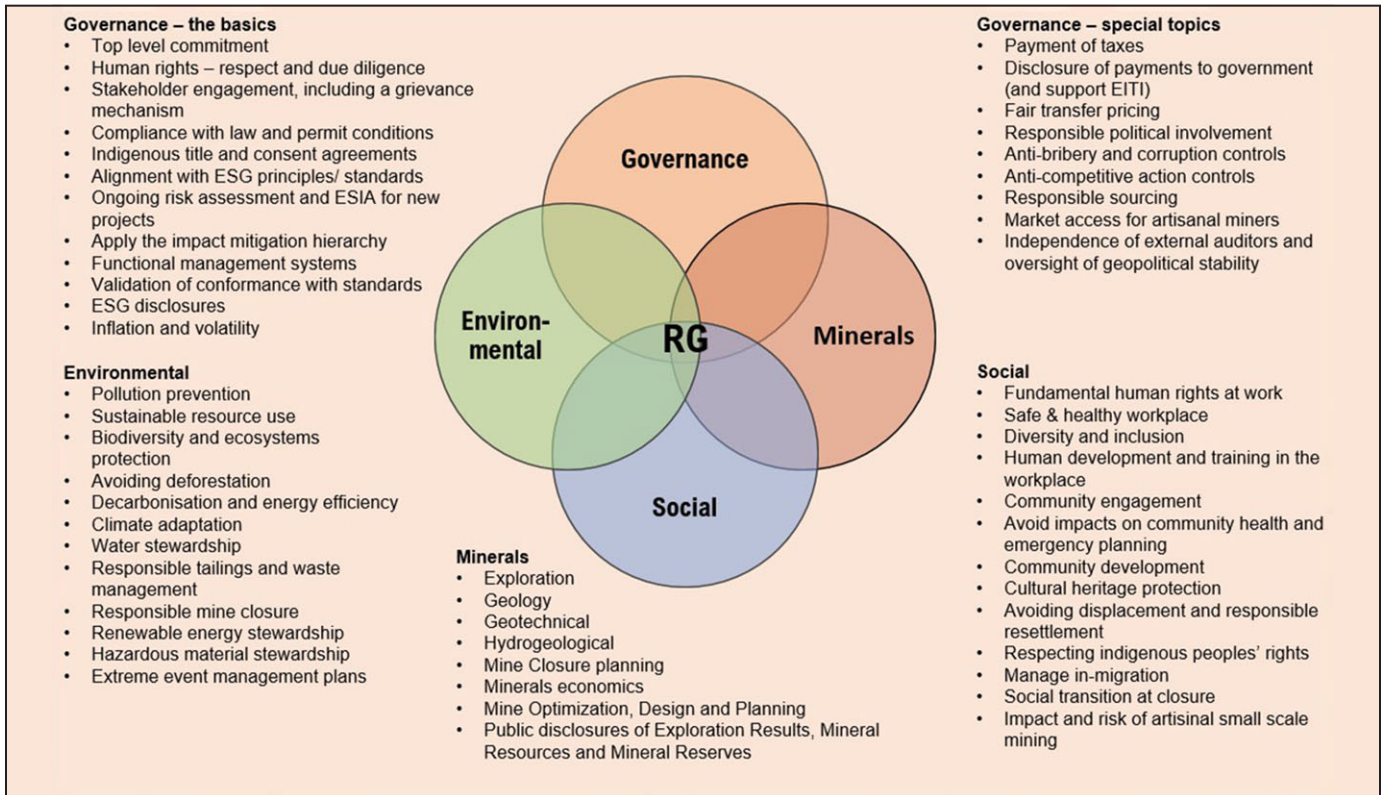 Governance – the basics
• Top level commitment
• Human rights – respect and due diligence
• Stakeholder engagement, including a grievance
mechanism
• Compliance with law and permit conditions
• Indigenous title and consent agreements
• Alignment with ESG principles/ standards
• Ongoing risk assessment and ESIA for new
projects
• Apply the impact mitigation hierarchy
• Functional management systems
• Validation of conformance with standards
• ESG disclosures
• Inflation and volatility
Governance – special topics
• Payment of taxes
• Disclosure of payments to government
(and support EITI)
• Fair transfer pricing
• Responsible political involvement
• Anti-bribery and corruption controls
• Anti-competitive action controls
• Responsible sourcing
• Market access for artisanal miners
• Independence of external auditors and
oversight of geopolitical stability
Governance
Environ-
mental
RG
Minerals
Social
Environmental
• Pollution prevention
• Sustainable resource use
• Biodiversity and ecosystems
protection
• Avoiding deforestation
• Decarbonisation and energy efficiency
• Climate adaptation
• Water stewardship
• Responsible tailings and waste
management
• Responsible mine closure
• Renewable energy stewardship
• Hazardous material stewardship
• Extreme event management plans
Minerals
• Exploration
• Geology
• Geotechnical
• Hydrogeological
• Mine Closure planning
• Minerals economics
• Mine Optimization, Design and Planning
• Public disclosures of Exploration Results, Mineral
Resources and Mineral Reserves
Social
• Fundamental human rights at work
• Safe & healthy workplace
• Diversity and inclusion
• Human development and training in the
workplace
• Community engagement
• Avoid impacts on community health and
emergency planning
• Community development
• Cultural heritage protection
• Avoiding displacement and responsible
resettlement
• Respecting indigenous peoples’ rights
• Manage in-migration
• Social transition at closure
• Impact and risk of artisinal small scale
mining